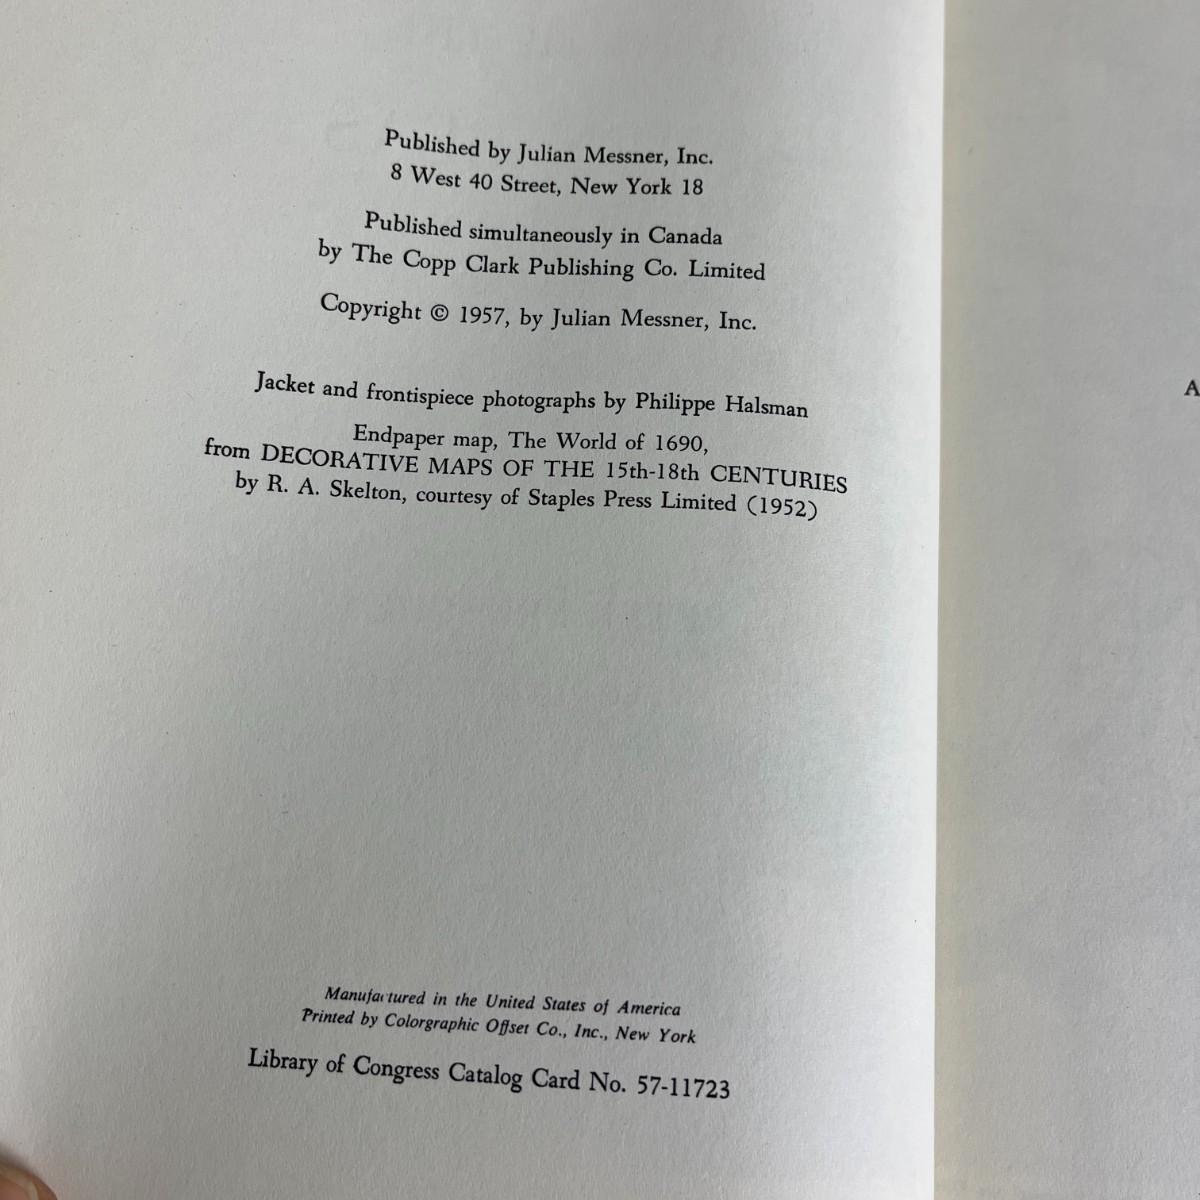 Published by Julian Messner, Inc.
8 West 40 Street, New York 18
Published simultaneously in Canada
by The Copp Clark Publishing Co. Limited
Copyright © 1957, by Julian Messner, Inc.
Jacket and frontispiece photographs by Philippe Halsman
Endpaper map, The World of 1690,
from DECORATIVE MAPS OF THE 15th-18th CENTURIES
by R. A. Skelton, courtesy of Staples Press Limited (1952)
Manufactured in the United States of America
Printed by Colorgraphic Offset Co., Inc., New York
Library of Congress Catalog Card No. 57-11723
A